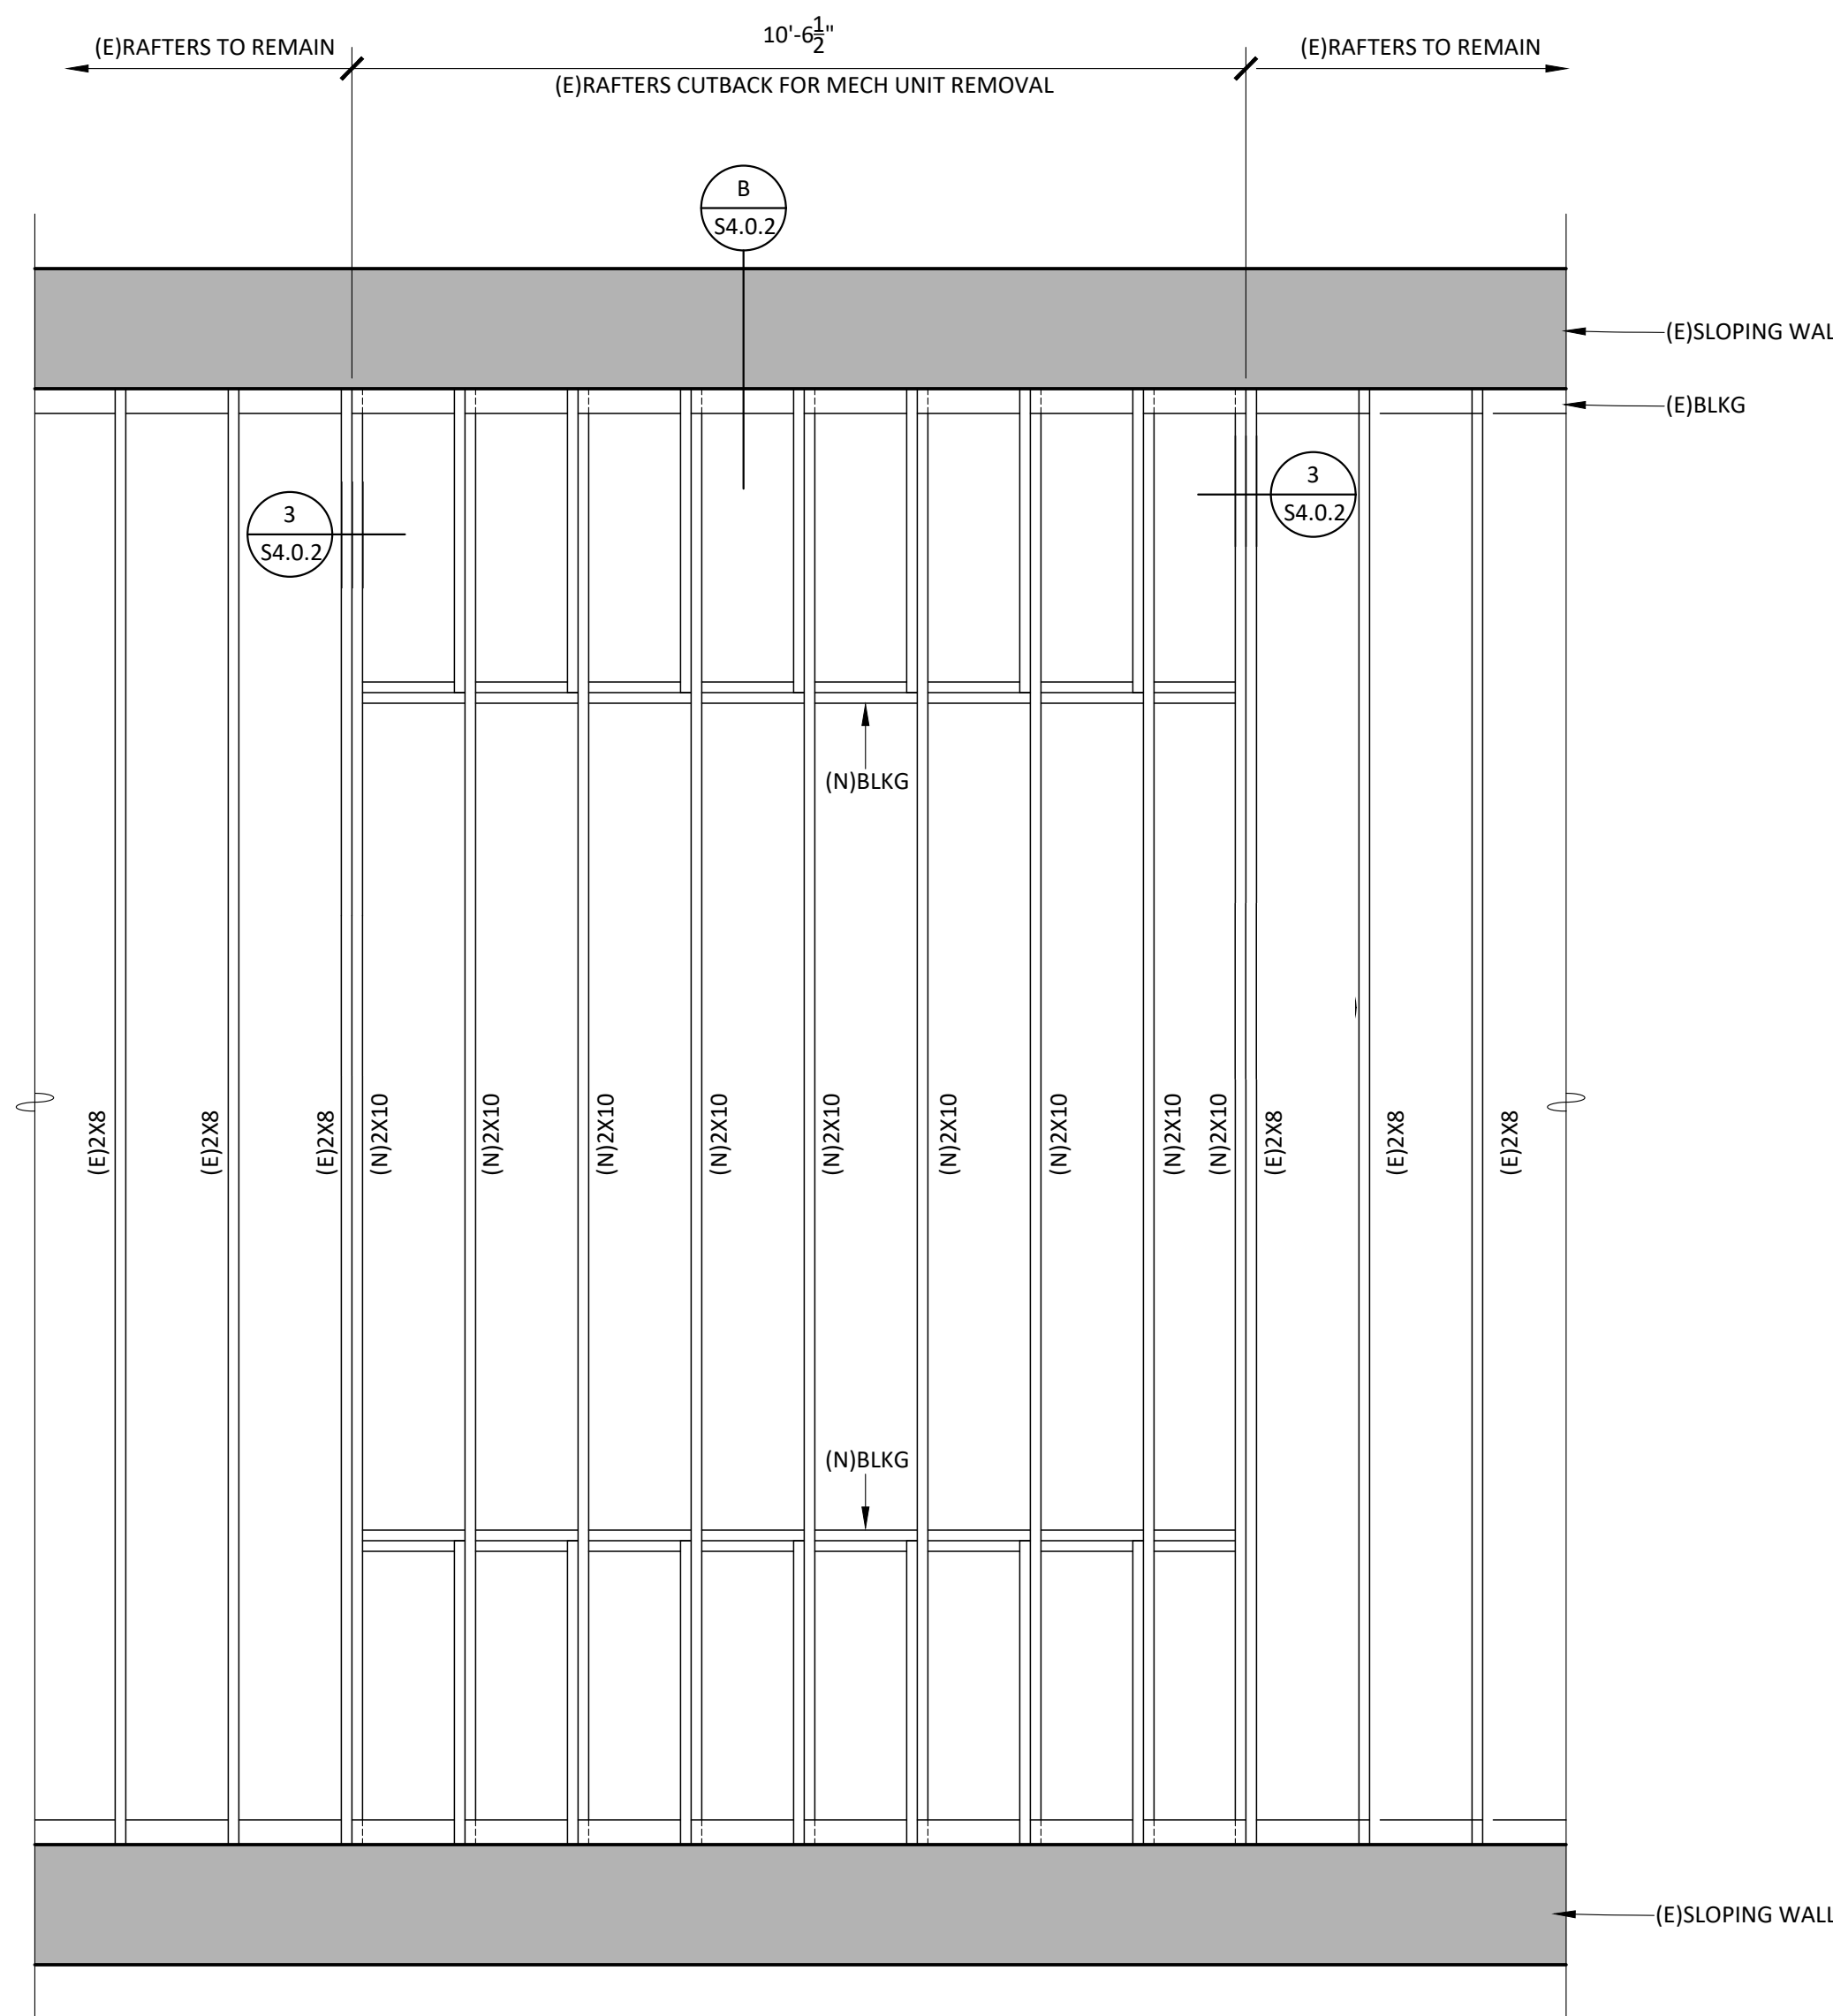 10'-6 1/2"
(E)RAFTERS TO REMAIN
(E)RAFTERS TO REMAIN
(E)RAFTERS CUTBACK FOR MECH UNIT REMOVAL
B
S4.0.2
(E)SLOPING WAL
(E)BLKG
3
S4.0.2
3
S4.0.2
(N)BLKG
(E)2X8
(E)2X8
(E)2X8
(N)2X10
(N)2X10
(N)2X10
(N)2X10
(N)2X10
(N)2X10
(N)2X10
(N)2X10
(N)2X10
(E)2X8
(E)2X8
(E)2X8
(N)BLKG
(E)SLOPING WALL